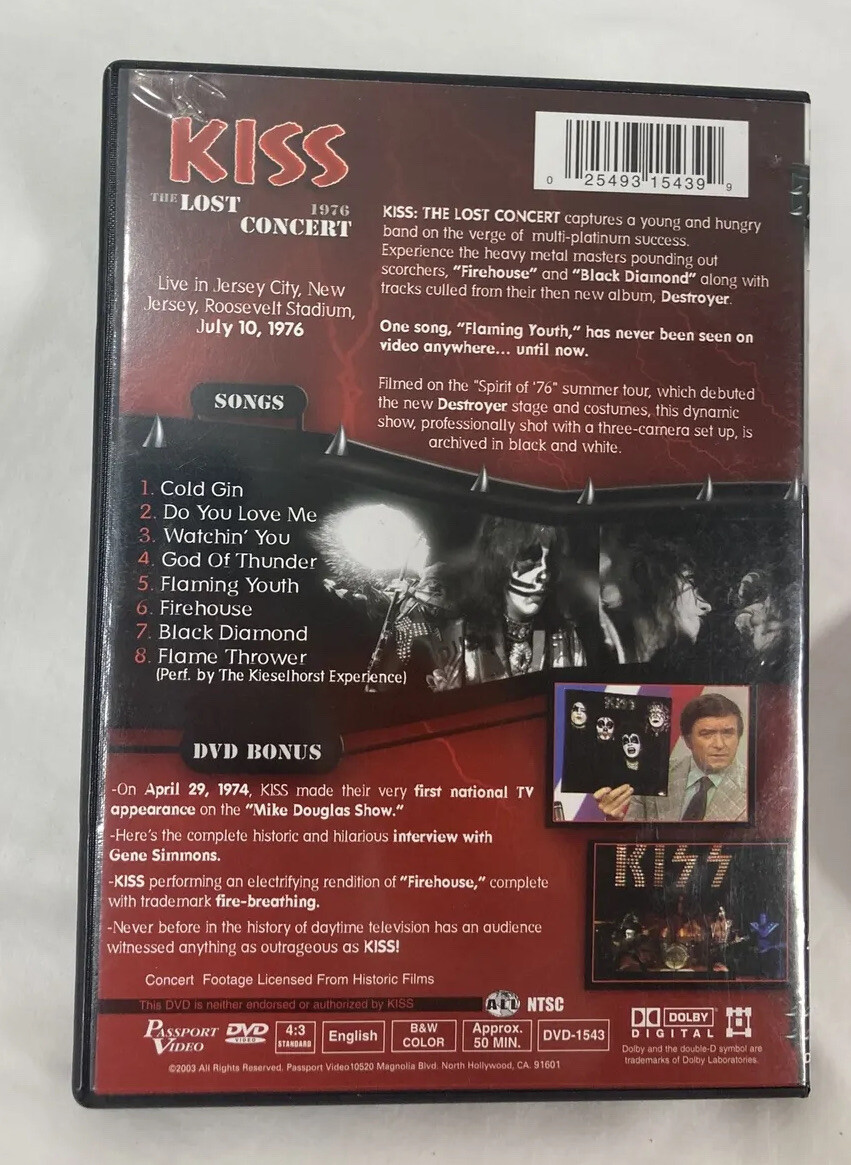 KISS
THE LOST 1976
CONCERT
Live in Jersey City, New
Jersey, Roosevelt Stadium,
July 10, 1976
0 25493 15439 9
KISS: THE LOST CONCERT captures a young and hungry
band on the verge of multi-platinum success.
Experience the heavy metal masters pounding out
scorchers, "Firehouse" and "Black Diamond" along with
tracks culled from their then new album, Destroyer.
One song, "Flaming Youth," has never been seen on
video anywhere... until now.
Filmed on the "Spirit of '76" summer tour, which debuted
the new Destroyer stage and costumes, this dynamic
show, professionally shot with a three-camera set up, is
archived in black and white.
SONGS
1. Cold Gin
2. Do You Love Me
3. Watchin' You
4. God Of Thunder
5. Flaming Youth
6. Firehouse
7. Black Diamond
8. Flame Thrower
(Perf. by The Kieselhorst Experience)
DVD BONUS
-On April 29, 1974, KISS made their very first national TV
appearance on the "Mike Douglas Show."
-Here's the complete historic and hilarious interview with
Gene Simmons.
-KISS performing an electrifying rendition of "Firehouse," complete
with trademark fire-breathing.
-Never before in the history of daytime television has an audience
witnessed anything as outrageous as KISS!
KISS
KISS
Concert Footage Licensed From Historic Films
This DVD is neither endorsed or authorized by KISS
ALL NTSC
PASSPORT
VIDEO
DVD
VIDEO
4:3
STANDARD
English
B&W
COLOR
Approx.
50 MIN.
DVD-1543
DOLBY
DIGITAL
Dolby and the double-D symbol are
trademarks of Dolby Laboratories.
©2003 All Rights Reserved. Passport Video10520 Magnolia Blvd. North Hollywood, CA. 91601